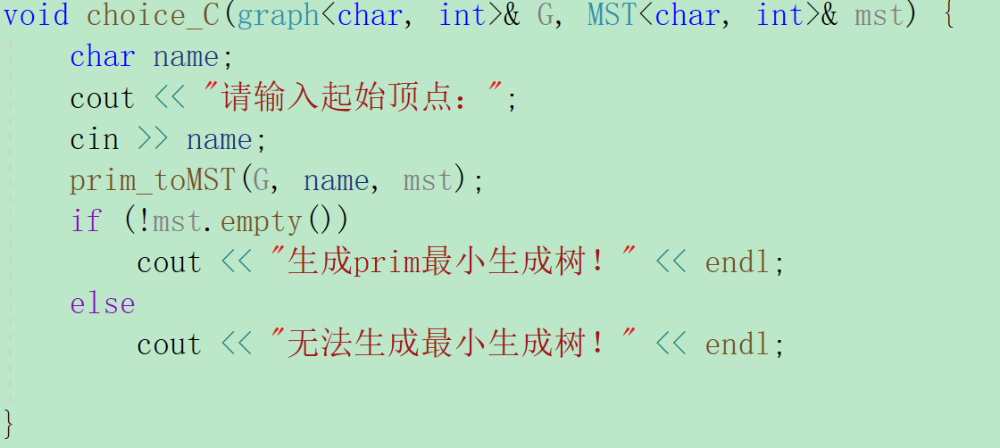 void choice_C(graph<char, int>& G, MST<char, int>& mst) {
    char name;
    cout << "请输入起始顶点：";
    cin >> name;
    prim_toMST(G, name, mst);
    if (!mst.empty())
        cout << "生成prim最小生成树！" << endl;
    else
        cout << "无法生成最小生成树！" << endl;
}